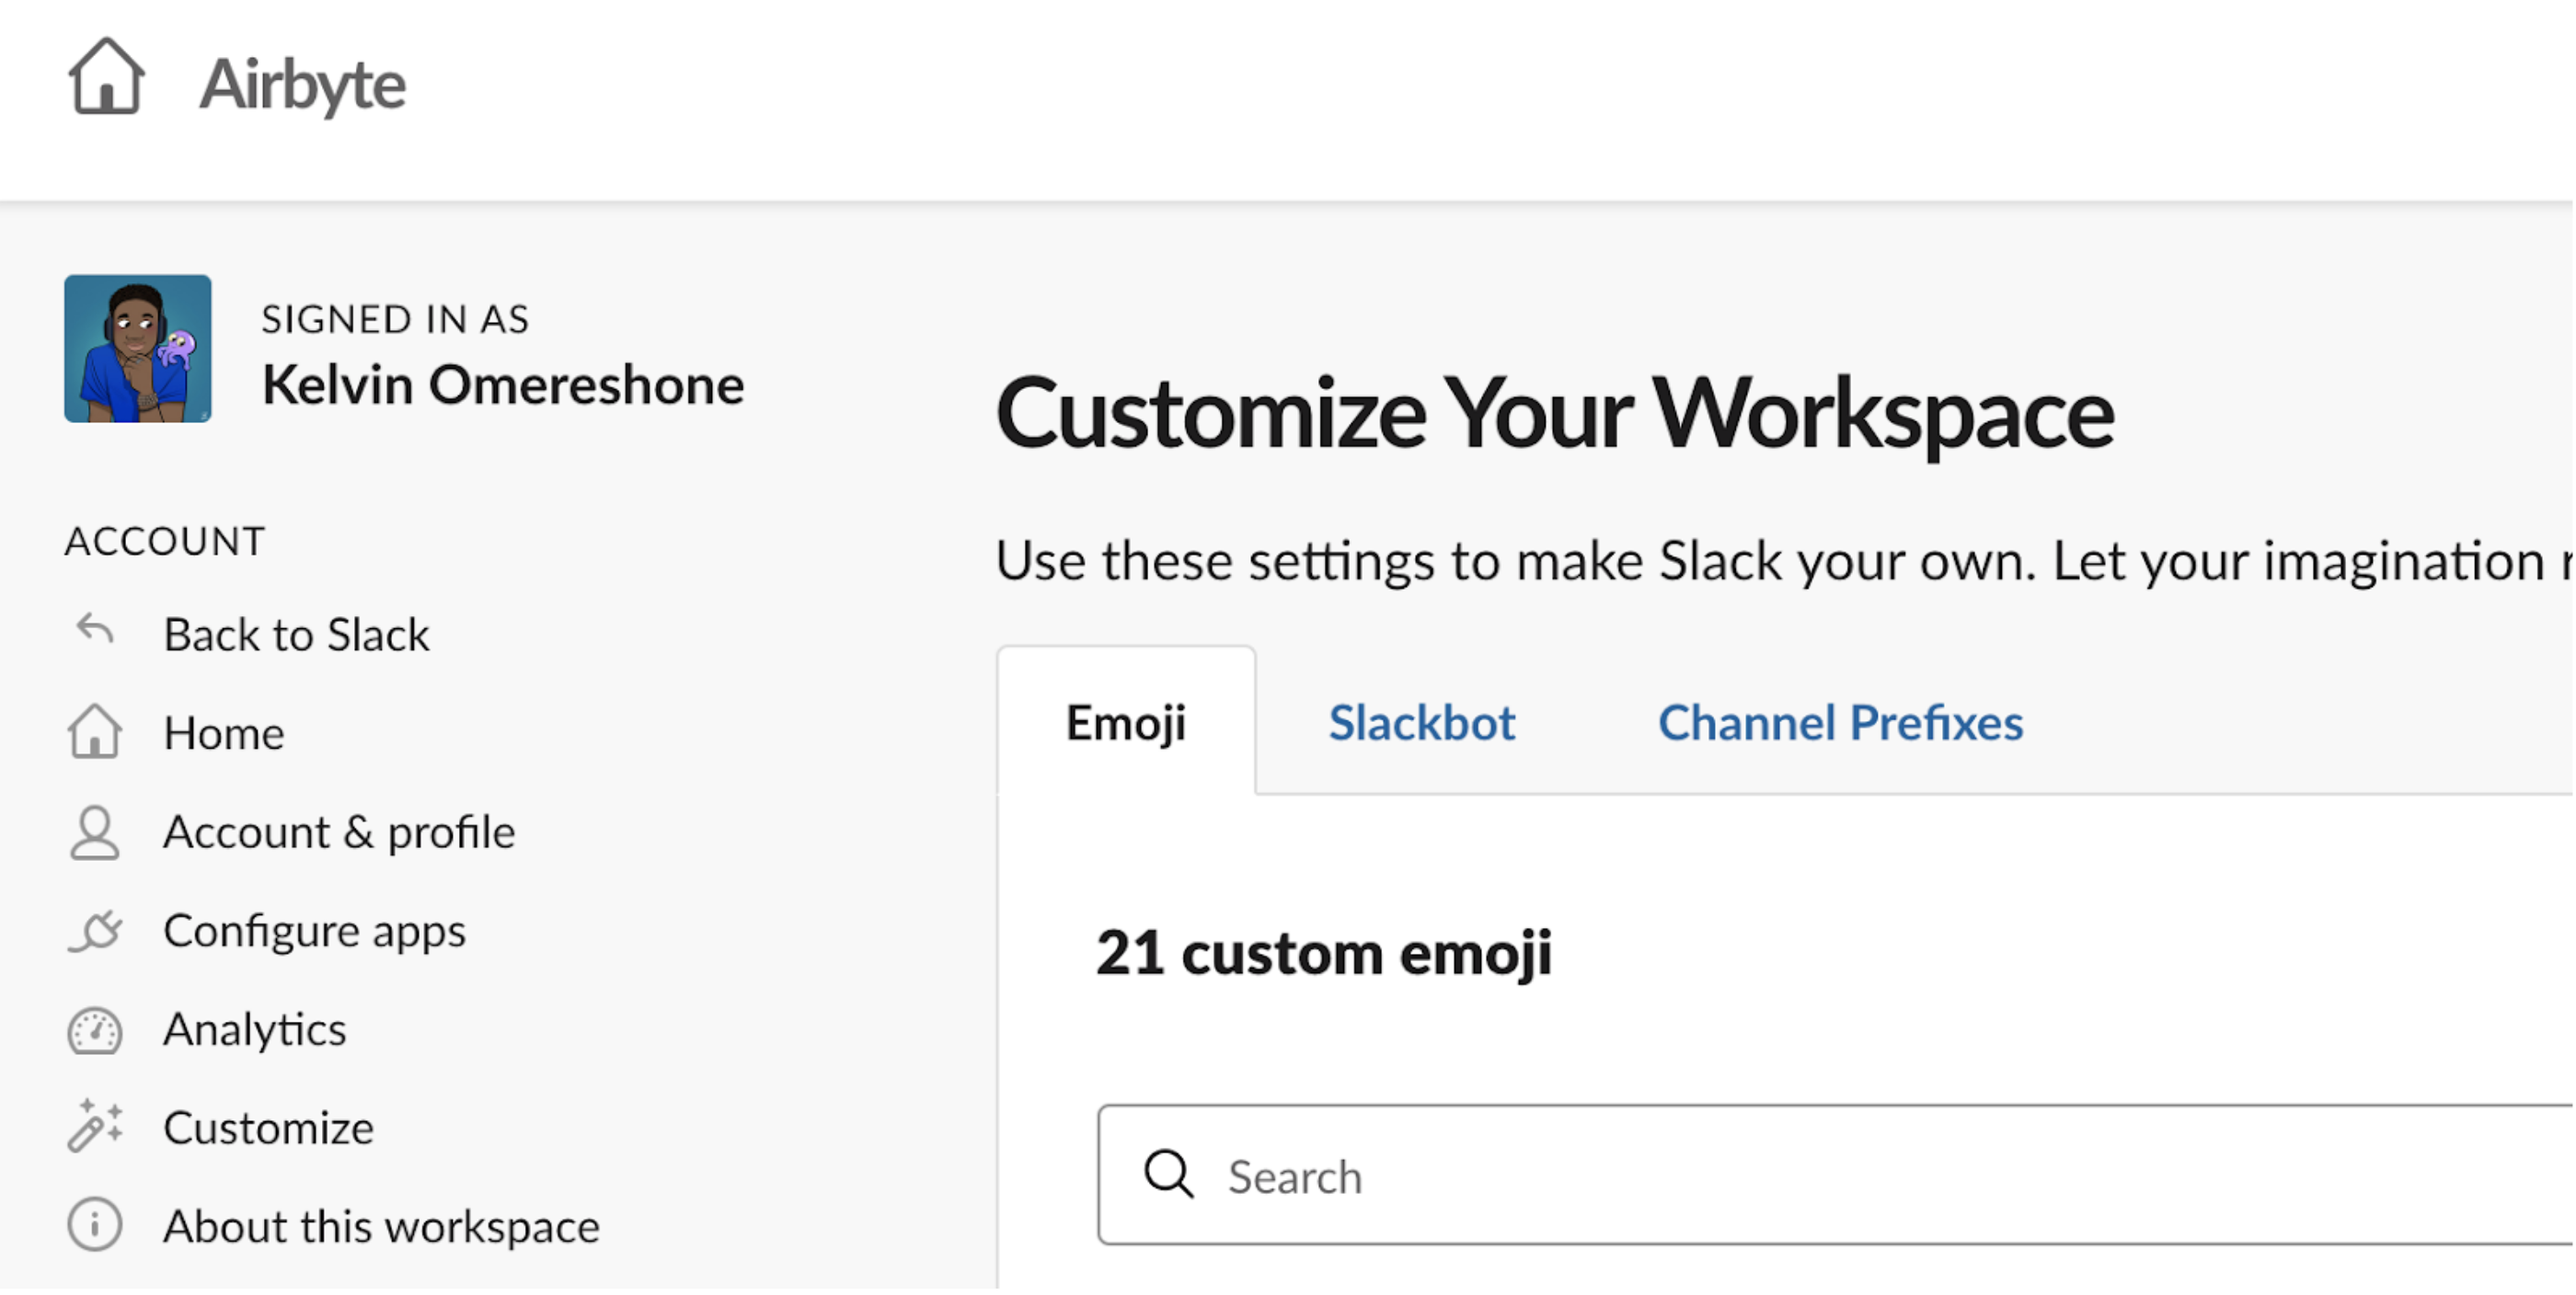 Airbyte
SIGNED IN AS
Kelvin Omereshone
ACCOUNT
Back to Slack
Home
Account & profile
Configure apps
Analytics
Customize
About this workspace
Customize Your Workspace
Use these settings to make Slack your own. Let your imagination
Emoji
Slackbot
Channel Prefixes
21 custom emoji
Search